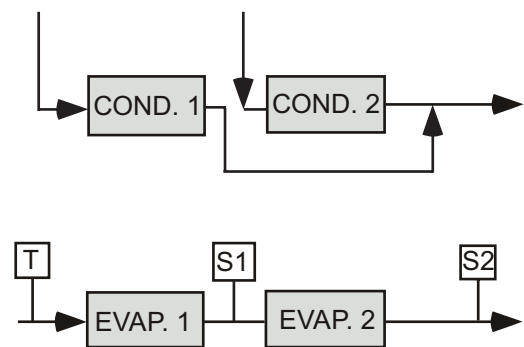 COND. 1
COND. 2
T
S1
S2
EVAP. 1
EVAP. 2